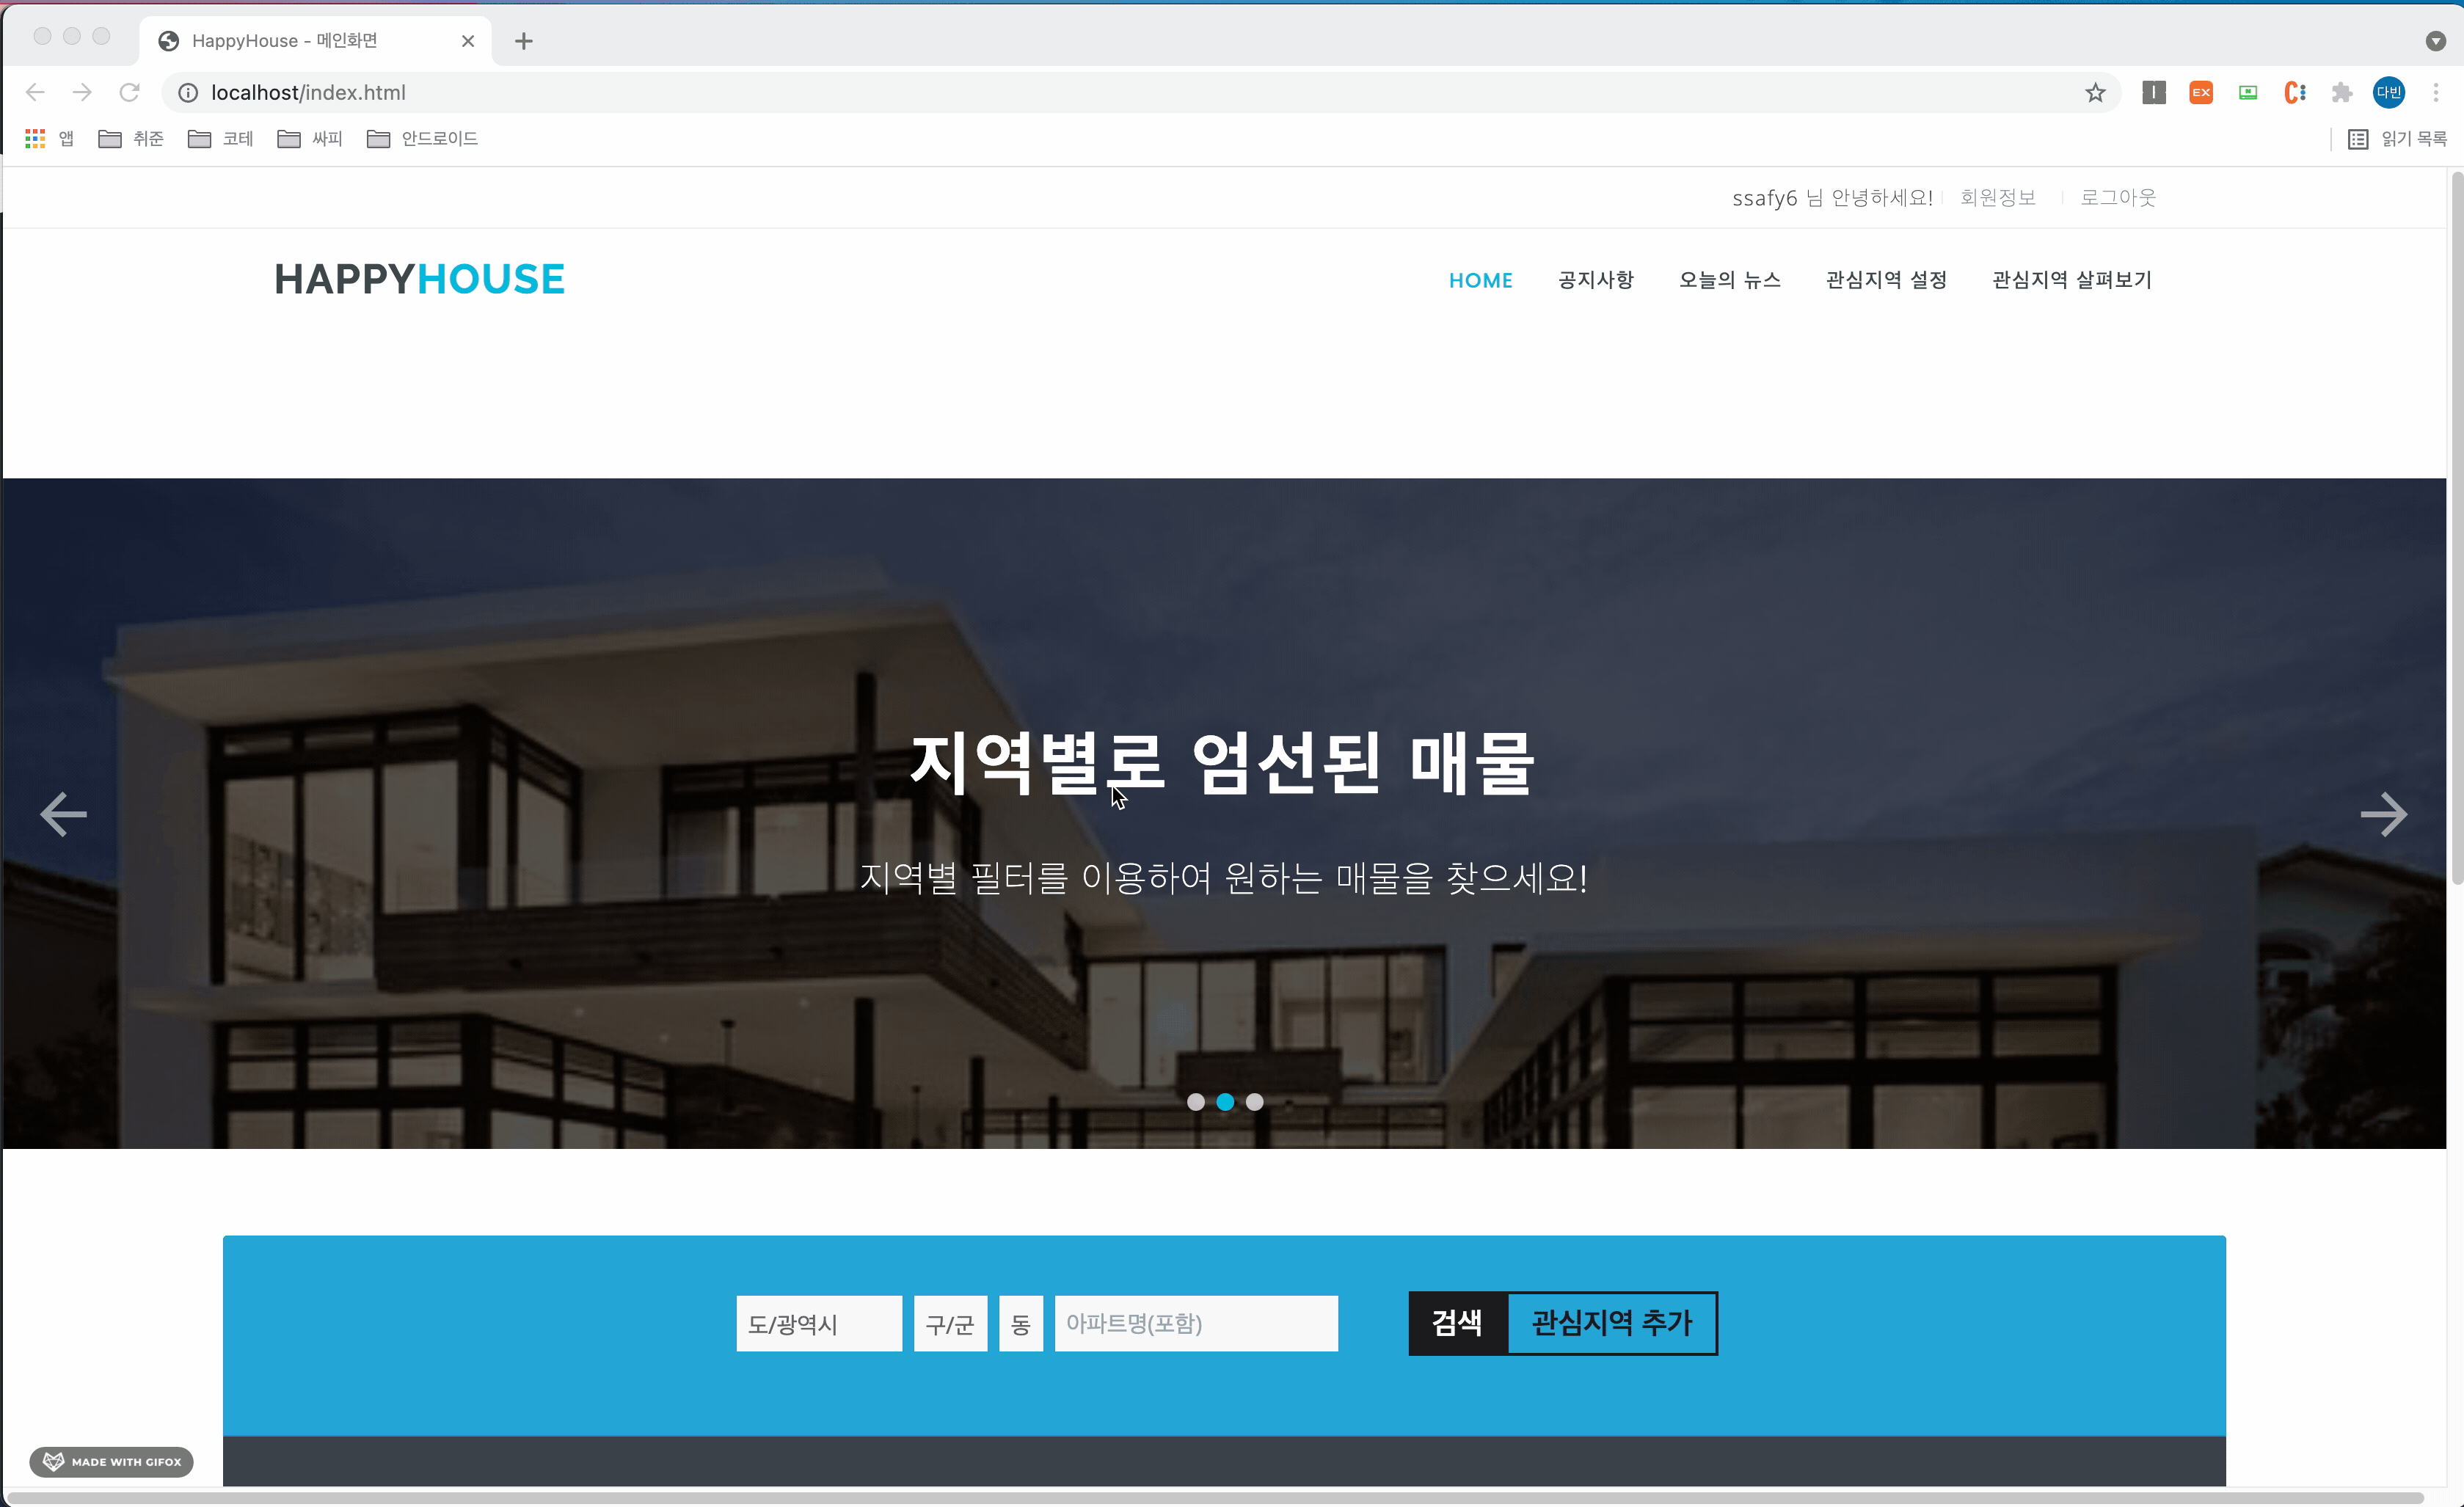 HappyHouse - 메인화면
localhost/index.html
다빈
앱 취준 코테 싸피 안드로이드 읽기 목록
ssafy6 님 안녕하세요! 회원정보 로그아웃
HAPPYHOUSE
HOME 공지사항 오늘의 뉴스 관심지역 설정 관심지역 살펴보기
지역별로 엄선된 매물
지역별 필터를 이용하여 원하는 매물을 찾으세요!
도/광역시 구/군 동 아파트명(포함) 검색 관심지역 추가
MADE WITH GIFOX